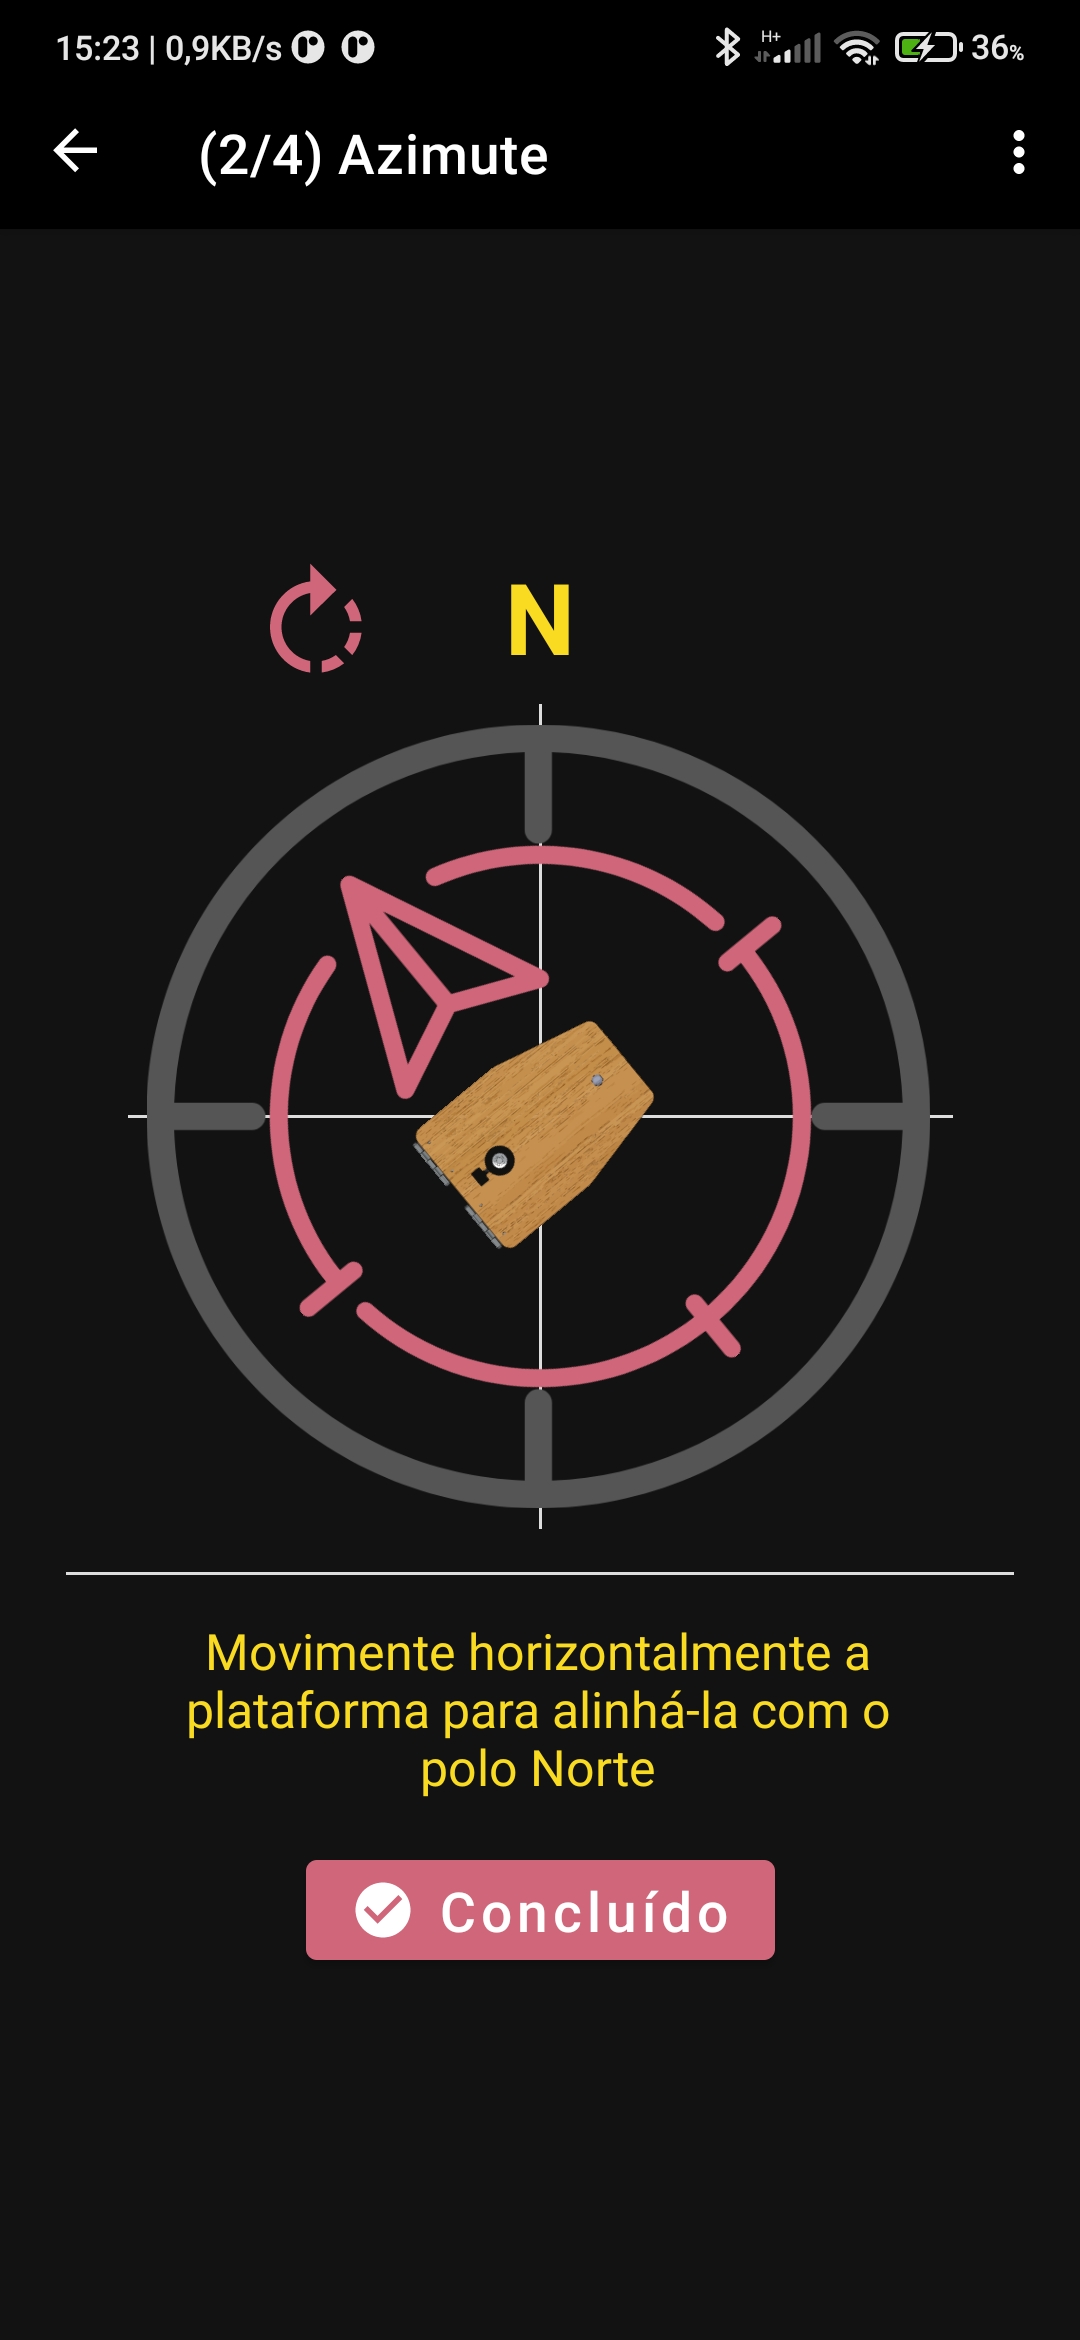 15:23 | 0,9KB/s H+ 36%
(2/4) Azimute
N
Movimente horizontalmente a
plataforma para alinhá-la com o
polo Norte
Concluído